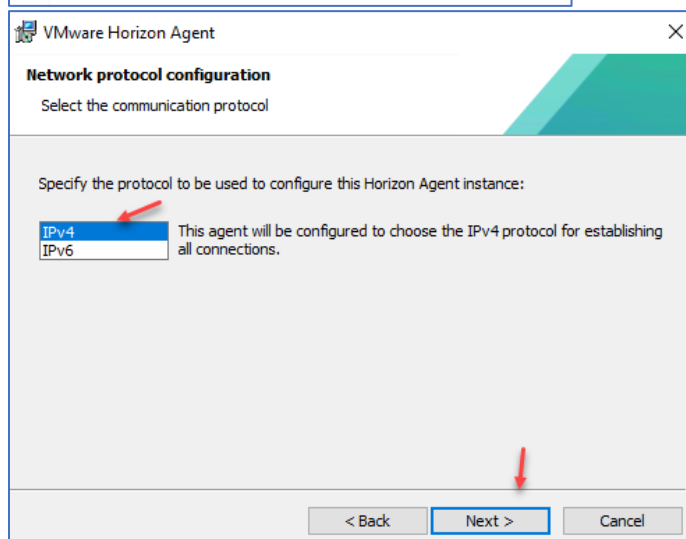 VMware Horizon Agent
Network protocol configuration
Select the communication protocol
Specify the protocol to be used to configure this Horizon Agent instance:
IPv4
IPv6
This agent will be configured to choose the IPv4 protocol for establishing
all connections.
< Back
Next >
Cancel